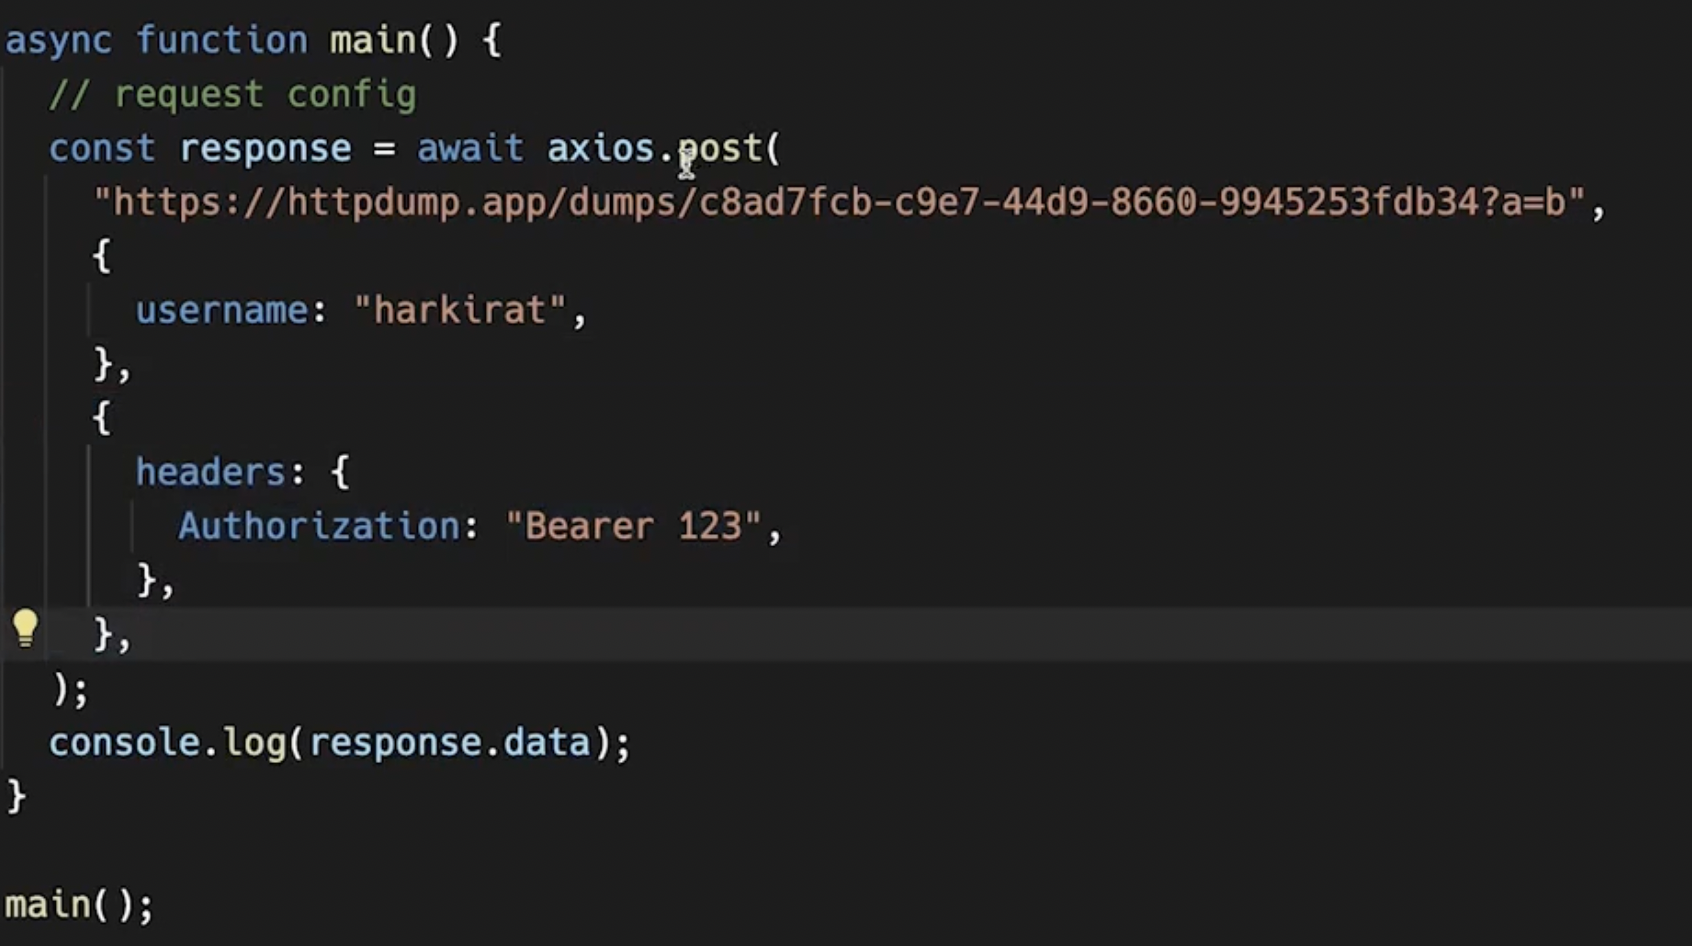 async function main() {
// request config
const response = await axios.post(
"https://httpdump.app/dumps/c8ad7fcb-c9e7-44d9-8660-9945253fdb34?a=b",
{
username: "harkirat",
},
{
headers: {
Authorization: "Bearer 123",
},
},
);
console.log(response.data);
}
main();